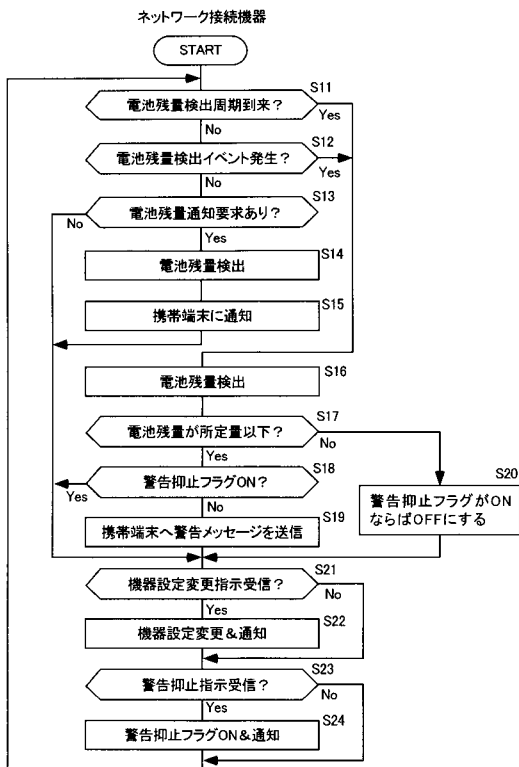 ネットワーク接続機器
START
S11
電池残量検出周期到来?
Yes
No
S12
電池残量検出イベント発生?
Yes
No
S13
電池残量通知要求あり?
No
Yes
S14
電池残量検出
S15
携帯端末に通知
S16
電池残量検出
S17
電池残量が所定量以下?
No
Yes
S18
警告抑止フラグON?
Yes
No
S20
警告抑止フラグがON
ならばOFFにする
S19
携帯端末へ警告メッセージを送信
S21
機器設定変更指示受信?
No
Yes
S22
機器設定変更&通知
S23
警告抑止指示受信?
No
Yes
S24
警告抑止フラグON&通知